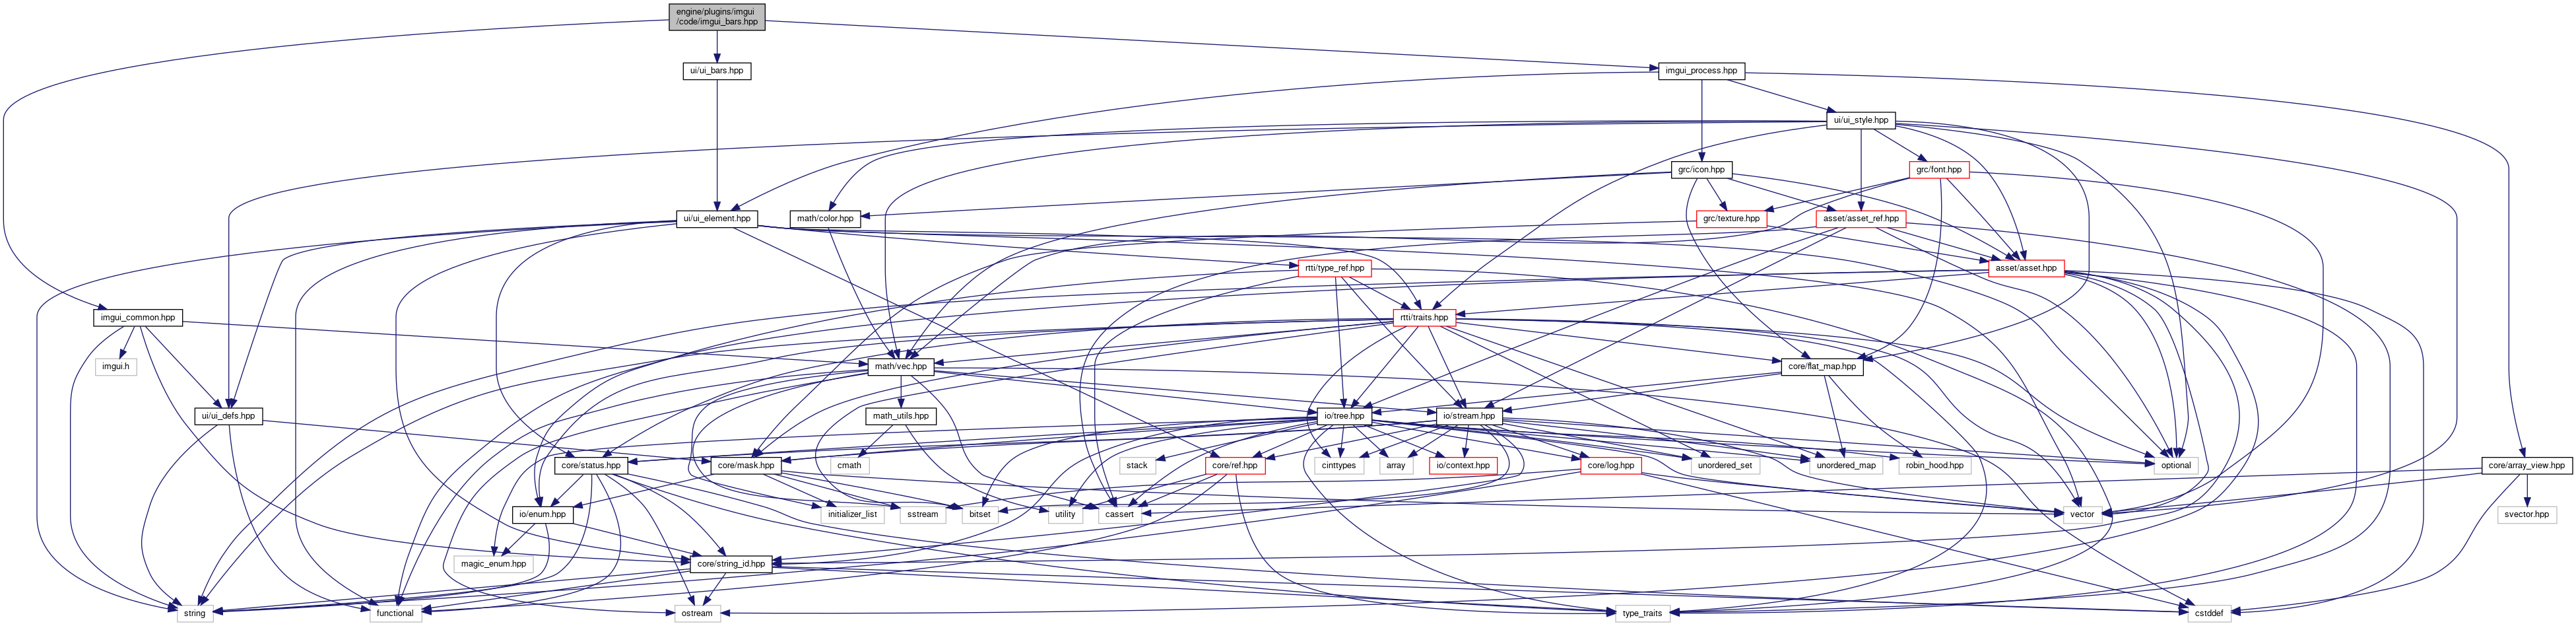 engine/plugins/imgui
/code/imgui_bars.hpp
ui/ui_bars.hpp
imgui_process.hpp
ui/ui_style.hpp
grc/icon.hpp
grc/font.hpp
ui/ui_element.hpp
math/color.hpp
grc/texture.hpp
asset/asset_ref.hpp
rtti/type_ref.hpp
asset/asset.hpp
imgui_common.hpp
rtti/traits.hpp
imgui.h
math/vec.hpp
core/flat_map.hpp
ui/ui_defs.hpp
math_utils.hpp
io/tree.hpp
io/stream.hpp
core/status.hpp
core/mask.hpp
cmath
stack
core/ref.hpp
cinttypes
array
io/context.hpp
core/log.hpp
unordered_set
unordered_map
robin_hood.hpp
optional
core/array_view.hpp
io/enum.hpp
initializer_list
sstream
bitset
utility
cassert
vector
svector.hpp
magic_enum.hpp
core/string_id.hpp
string
functional
ostream
type_traits
cstddef